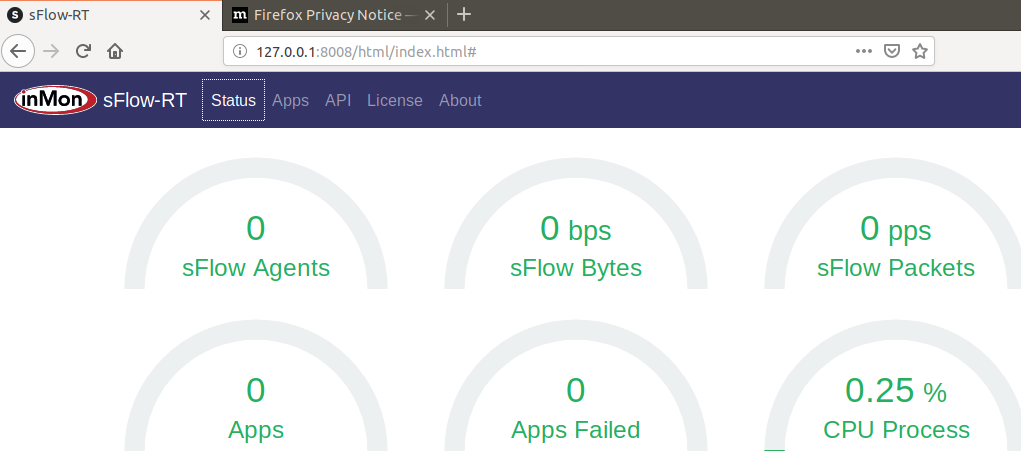 S sFlow-RT
m Firefox Privacy Notice —
127.0.0.1:8008/html/index.html#
inMon sFlow-RT Status Apps API License About
0 0 bps 0 pps
sFlow Agents sFlow Bytes sFlow Packets
0 0 0.25 %
Apps Apps Failed CPU Process